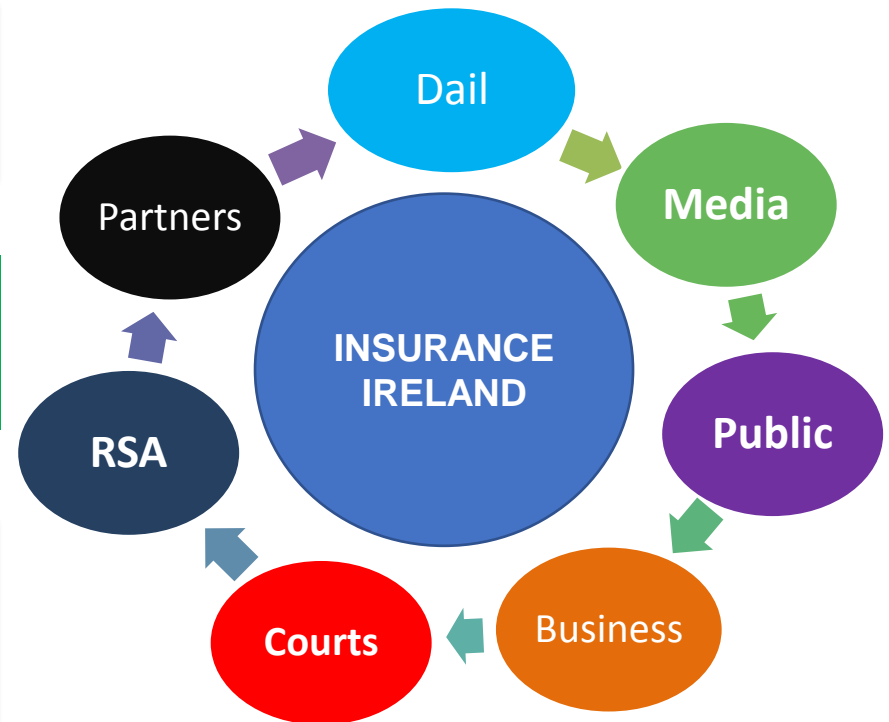 Dail
Media
Public
Business
Courts
RSA
Partners
INSURANCE
IRELAND